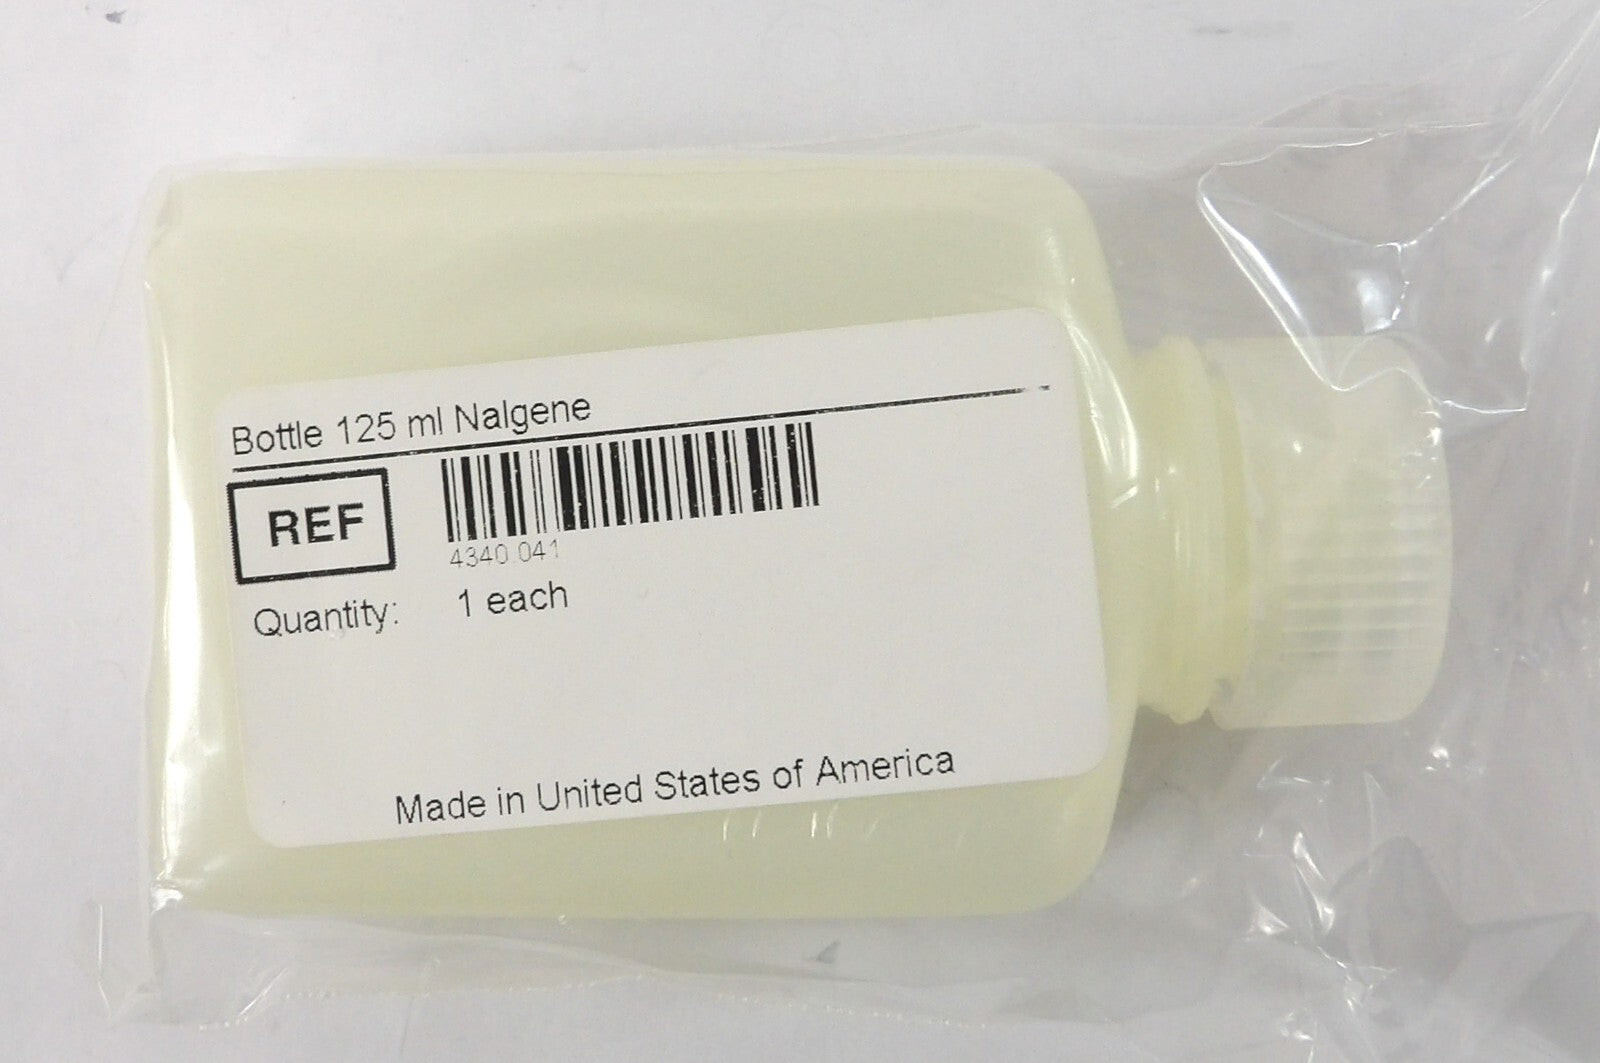 Bottle 125 ml Nalgene
REF
4340 041
Quantity: 1 each
Made in United States of America